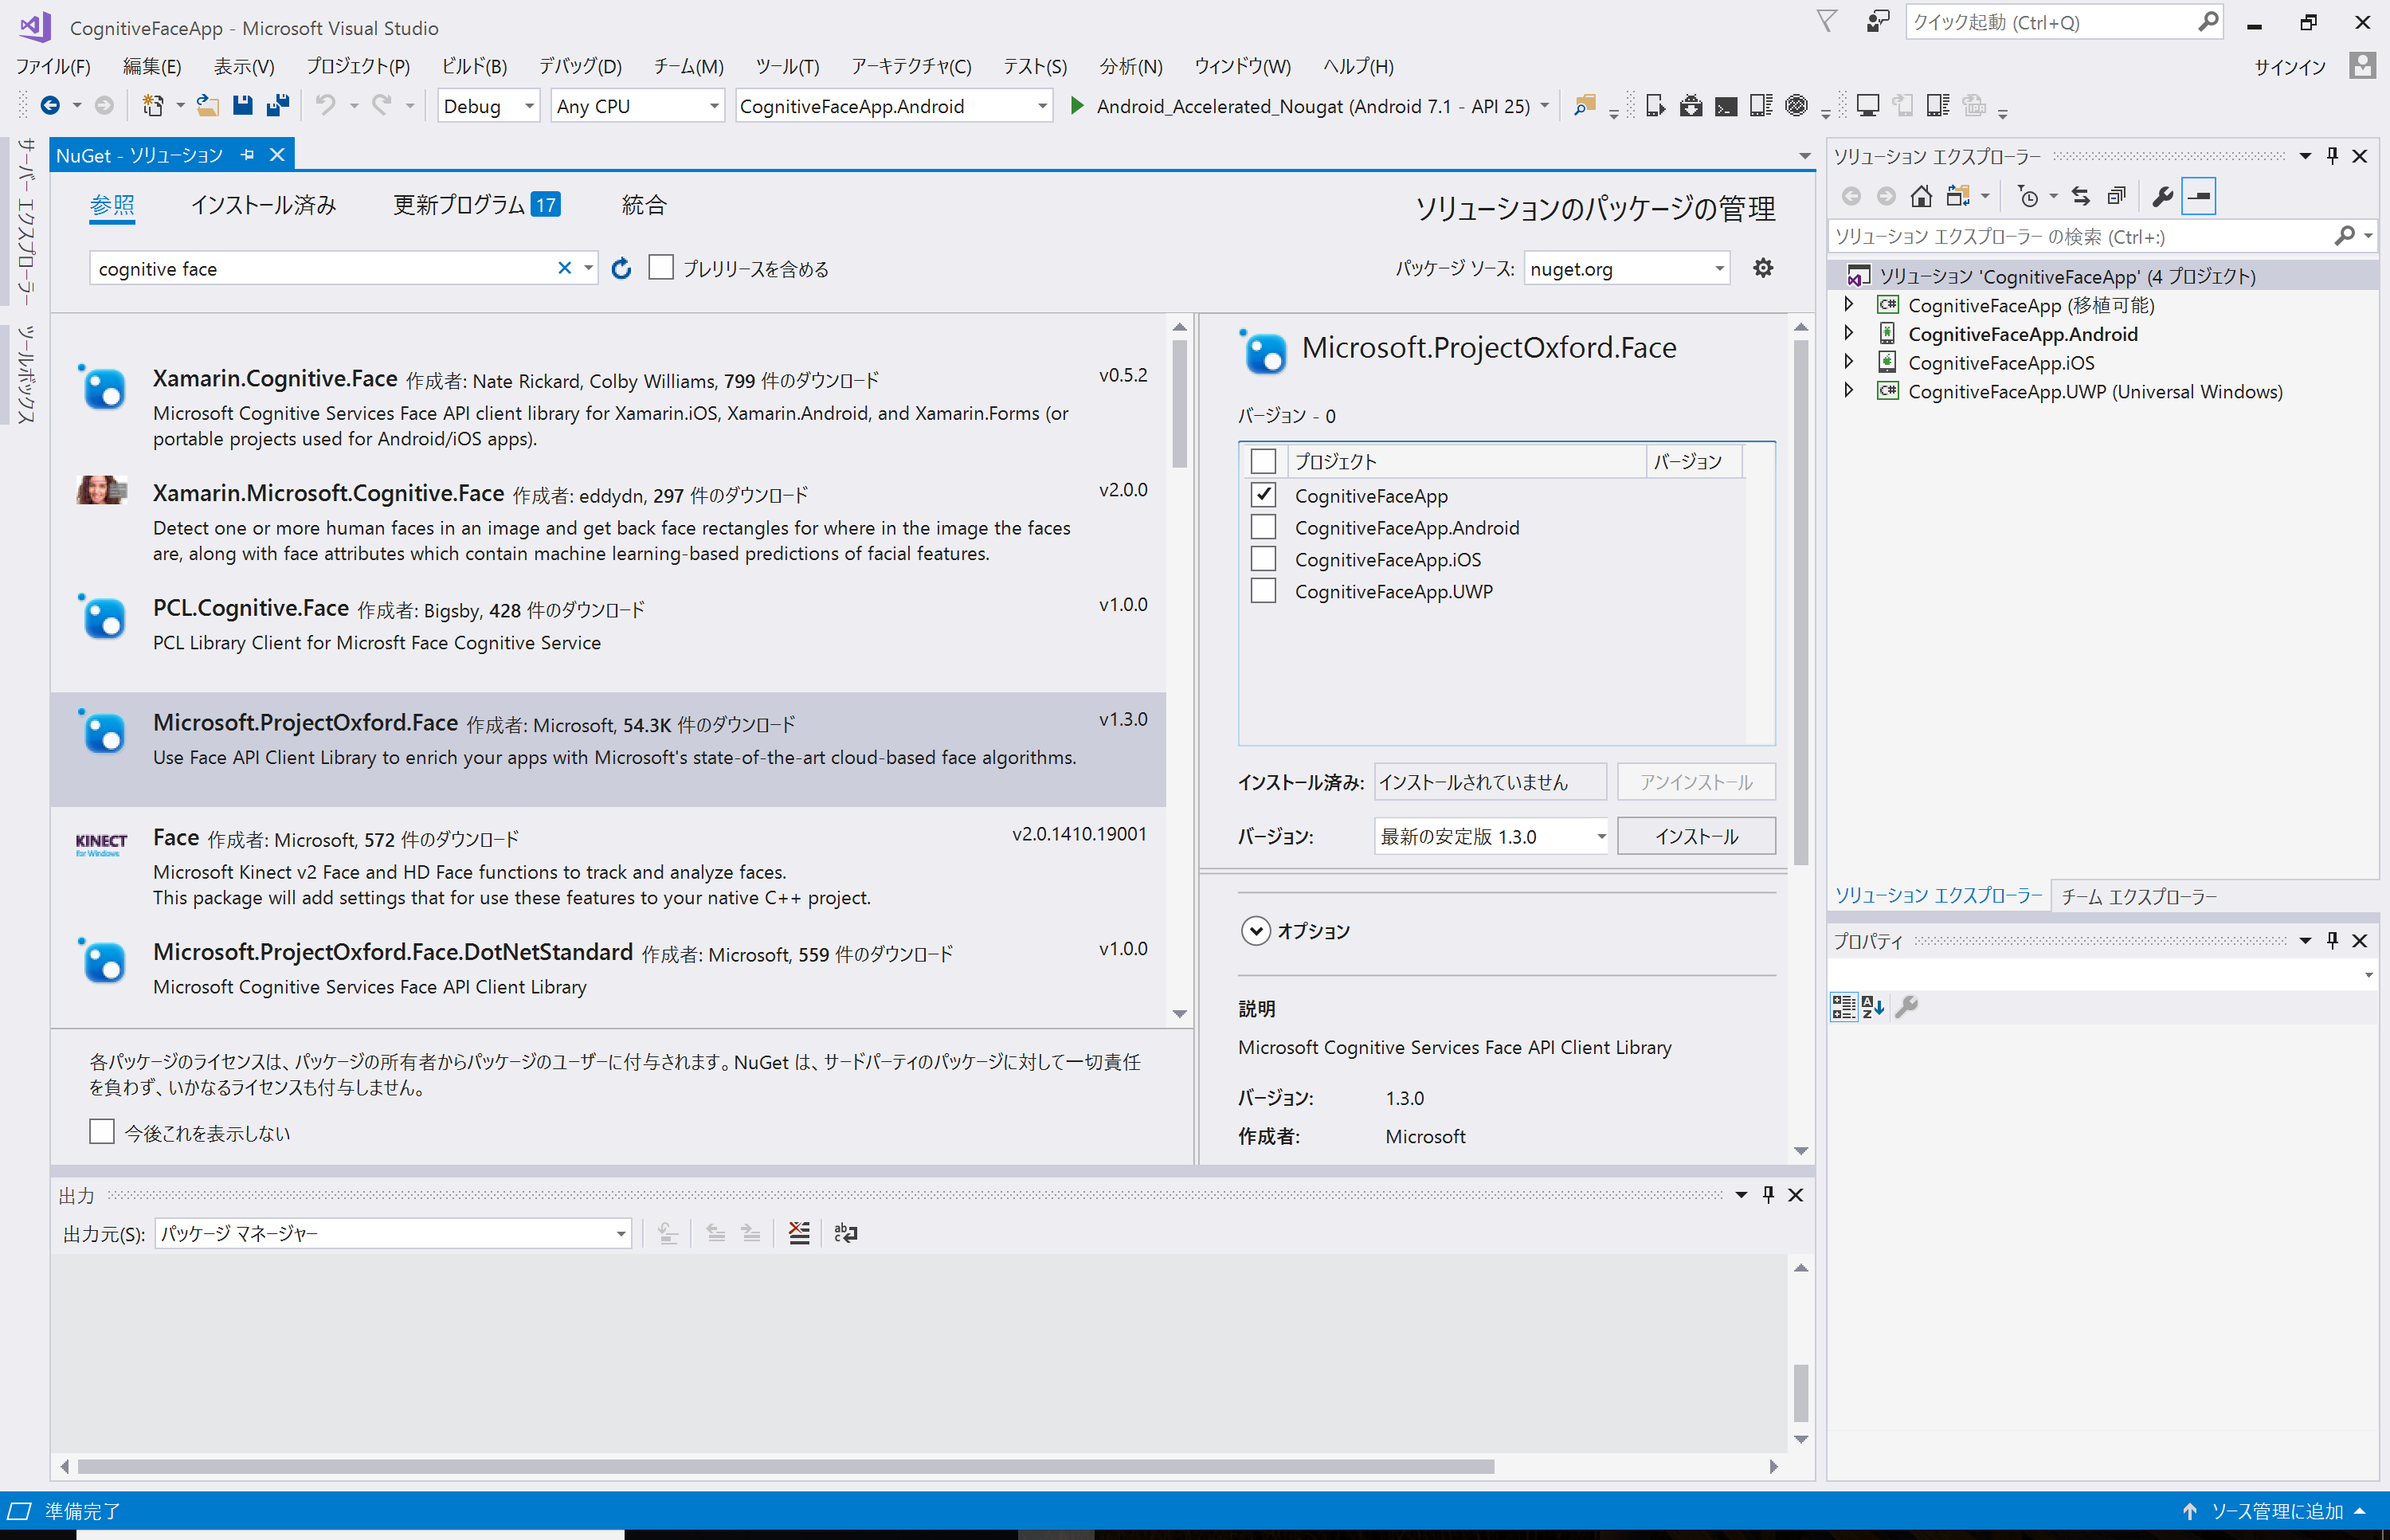 CognitiveFaceApp - Microsoft Visual Studio
クイック起動 (Ctrl+Q)
ファイル(F) 編集(E) 表示(V) プロジェクト(P) ビルド(B) デバッグ(D) チーム(M) ツール(T) アーキテクチャ(C) テスト(S) 分析(N) ウィンドウ(W) ヘルプ(H)
サインイン
Debug Any CPU CognitiveFaceApp.Android Android_Accelerated_Nougat (Android 7.1 - API 25)
サーバー エクスプローラー
ツールボックス
NuGet - ソリューション
参照 インストール済み 更新プログラム 17 統合
ソリューションのパッケージの管理
cognitive face
プレリリースを含める
パッケージ ソース: nuget.org
Xamarin.Cognitive.Face 作成者: Nate Rickard, Colby Williams, 799 件のダウンロード v0.5.2
Microsoft Cognitive Services Face API client library for Xamarin.iOS, Xamarin.Android, and Xamarin.Forms (or
portable projects used for Android/iOS apps).
Xamarin.Microsoft.Cognitive.Face 作成者: eddydn, 297 件のダウンロード v2.0.0
Detect one or more human faces in an image and get back face rectangles for where in the image the faces
are, along with face attributes which contain machine learning-based predictions of facial features.
PCL.Cognitive.Face 作成者: Bigsby, 428 件のダウンロード v1.0.0
PCL Library Client for Microsft Face Cognitive Service
Microsoft.ProjectOxford.Face 作成者: Microsoft, 54.3K 件のダウンロード v1.3.0
Use Face API Client Library to enrich your apps with Microsoft's state-of-the-art cloud-based face algorithms.
KINECT
for Windows
Face 作成者: Microsoft, 572 件のダウンロード v2.0.1410.19001
Microsoft Kinect v2 Face and HD Face functions to track and analyze faces.
This package will add settings that for use these features to your native C++ project.
Microsoft.ProjectOxford.Face.DotNetStandard 作成者: Microsoft, 559 件のダウンロード v1.0.0
Microsoft Cognitive Services Face API Client Library
各パッケージのライセンスは、パッケージの所有者からパッケージのユーザーに付与されます。NuGet は、サードパーティのパッケージに対して一切責任
を負わず、いかなるライセンスも付与しません。
今後これを表示しない
Microsoft.ProjectOxford.Face
バージョン - 0
プロジェクト バージョン
CognitiveFaceApp
CognitiveFaceApp.Android
CognitiveFaceApp.iOS
CognitiveFaceApp.UWP
インストール済み: インストールされていません アンインストール
バージョン: 最新の安定版 1.3.0 インストール
オプション
説明
Microsoft Cognitive Services Face API Client Library
バージョン: 1.3.0
作成者: Microsoft
出力
出力元(S): パッケージ マネージャー
ソリューション エクスプローラー
ソリューション エクスプローラー の検索 (Ctrl+:)
ソリューション 'CognitiveFaceApp' (4 プロジェクト)
C# CognitiveFaceApp (移植可能)
CognitiveFaceApp.Android
CognitiveFaceApp.iOS
C# CognitiveFaceApp.UWP (Universal Windows)
ソリューション エクスプローラー チーム エクスプローラー
プロパティ
準備完了
ソース管理に追加